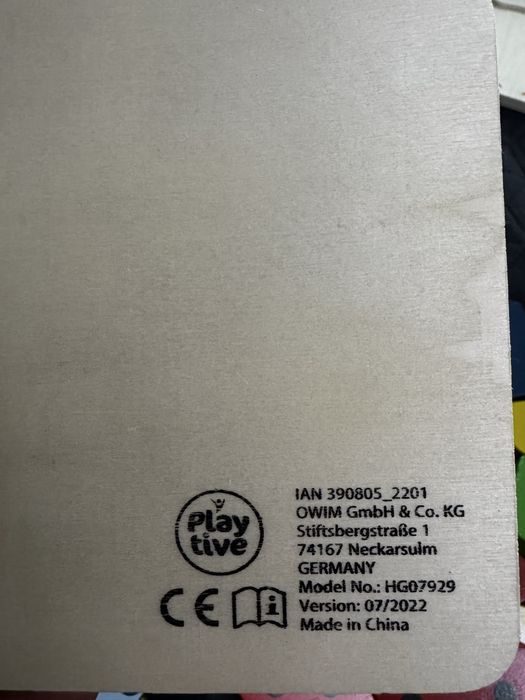 Play
tive
CE
i
IAN 390805_2201
OWIM GmbH & Co. KG
Stiftsbergstraße 1
74167 Neckarsulm
GERMANY
Model No.: HG07929
Version: 07/2022
Made in China